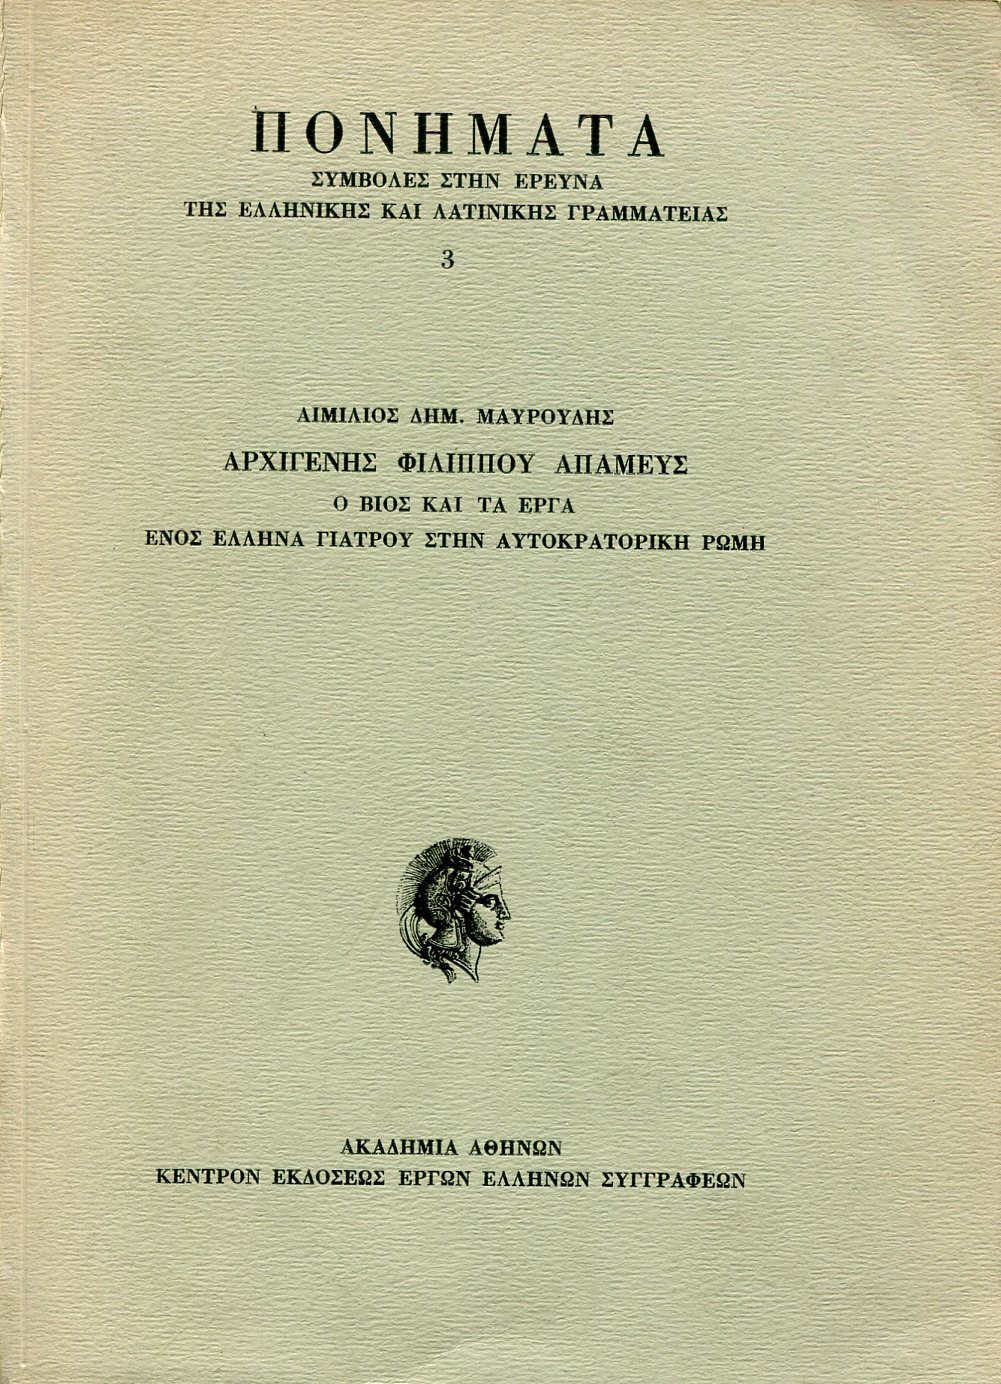 ΠΟΝΗΜΑΤΑ
ΣΥΜΒΟΛΕΣ ΣΤΗΝ ΕΡΕΥΝΑ
ΤΗΣ ΕΛΛΗΝΙΚΗΣ ΚΑΙ ΛΑΤΙΝΙΚΗΣ ΓΡΑΜΜΑΤΕΙΑΣ
3
ΑΙΜΙΛΙΟΣ ΔΗΜ. ΜΑΥΡΟΥΔΗΣ
ΑΡΧΙΓΕΝΗΣ ΦΙΛΙΠΠΟΥ ΑΠΑΜΕΥΣ
Ο ΒΙΟΣ ΚΑΙ ΤΑ ΕΡΓΑ
ΕΝΟΣ ΕΛΛΗΝΑ ΓΙΑΤΡΟΥ ΣΤΗΝ ΑΥΤΟΚΡΑΤΟΡΙΚΗ ΡΩΜΗ
ΑΚΑΔΗΜΙΑ ΑΘΗΝΩΝ
ΚΕΝΤΡΟΝ ΕΚΔΟΣΕΩΣ ΕΡΓΩΝ ΕΛΛΗΝΩΝ ΣΥΓΓΡΑΦΕΩΝ